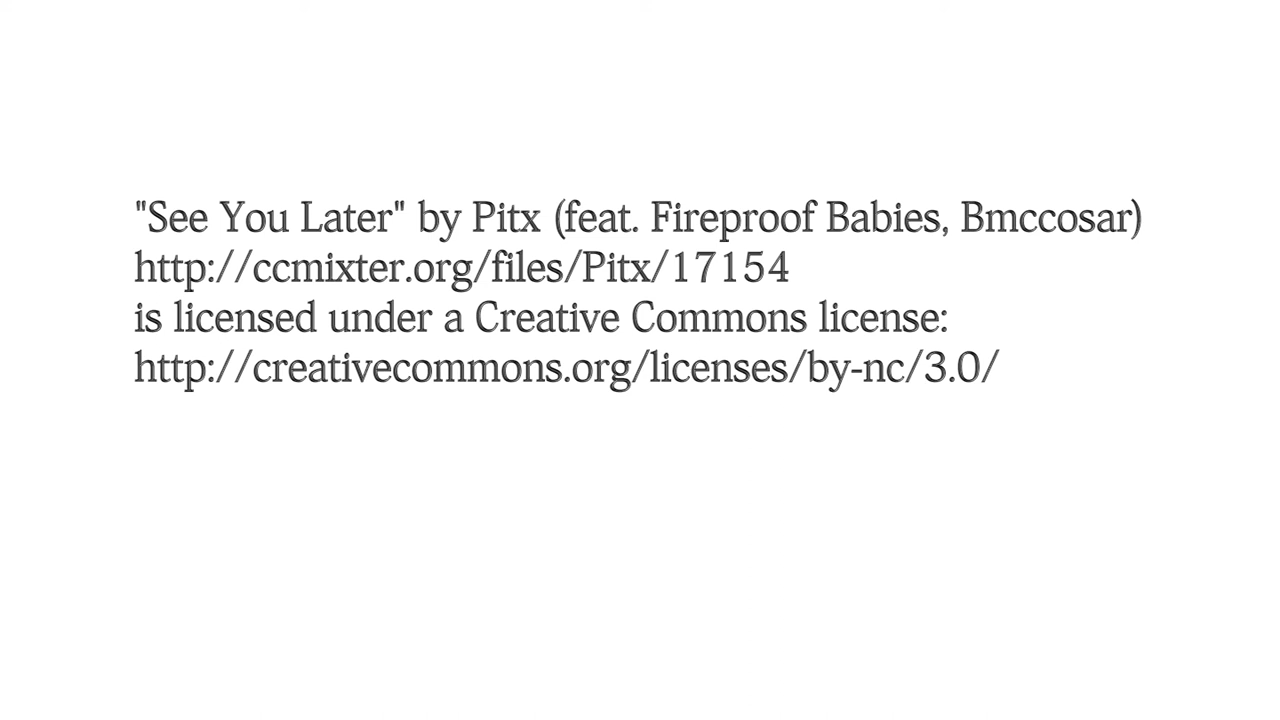 "See You Later" by Pitx (feat. Fireproof Babies, Bmccosar)
http://ccmixter.org/files/Pitx/17154
is licensed under a Creative Commons license:
http://creativecommons.org/licenses/by-nc/3.0/